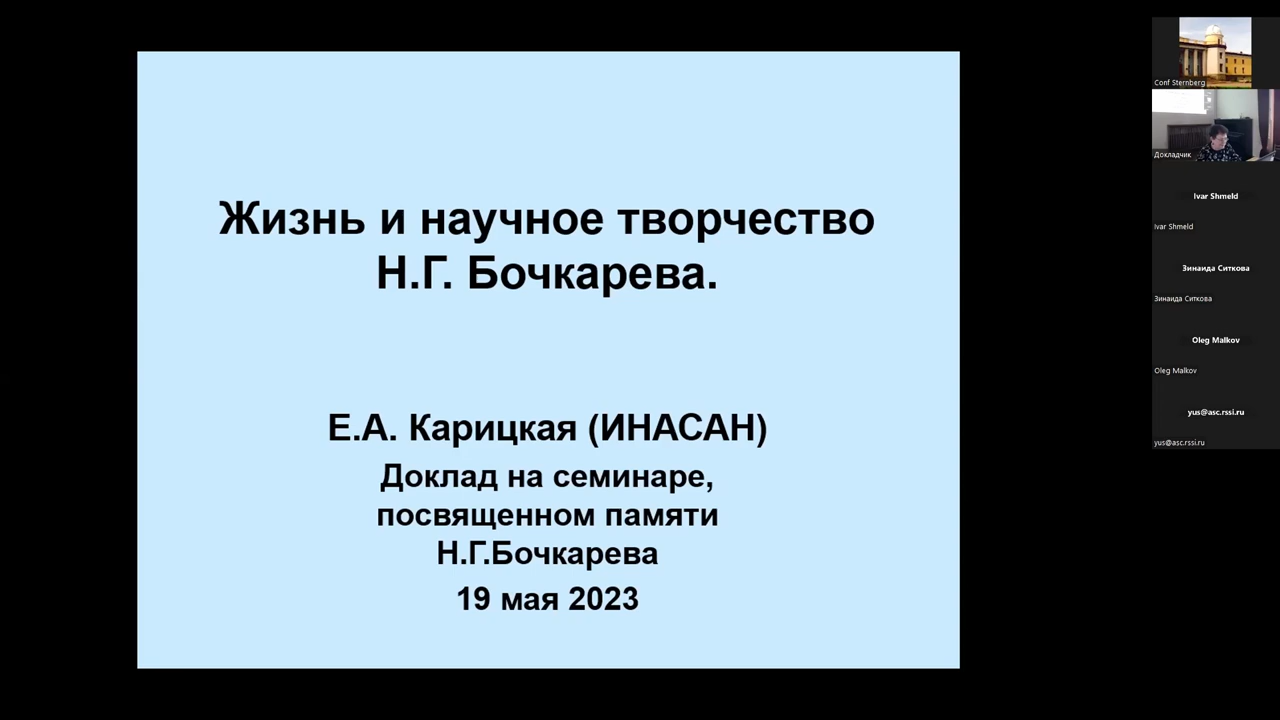 Жизнь и научное творчество
Н.Г. Бочкарева.
Е.А. Карицкая (ИНАСАН)
Доклад на семинаре,
посвященном памяти
Н.Г.Бочкарева
19 мая 2023
Conf Sternberg
Докладчик
Ivar Shmeld
Ivar Shmeld
Зинаида Ситкова
Зинаида Ситкова
Oleg Malkov
Oleg Malkov
yus@asc.rssi.ru
yus@asc.rssi.ru